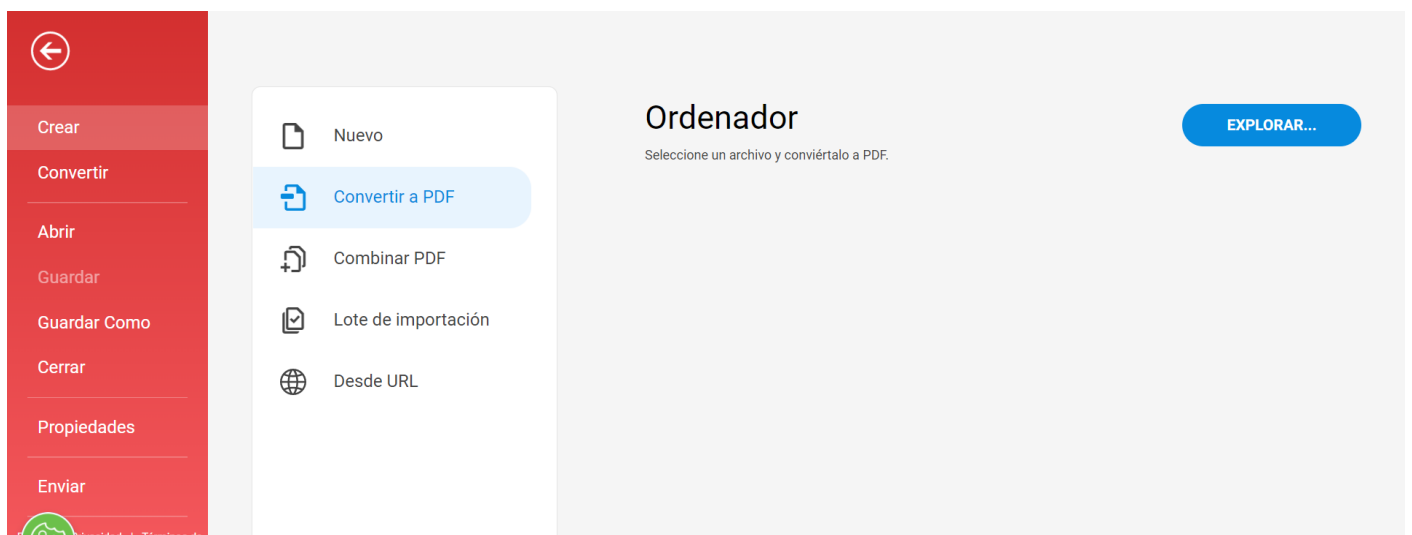 Crear
Convertir
Abrir
Guardar
Guardar Como
Cerrar
Propiedades
Enviar
Nuevo
Convertir a PDF
Combinar PDF
Lote de importación
Desde URL
Ordenador
Seleccione un archivo y conviértalo a PDF.
EXPLORAR...